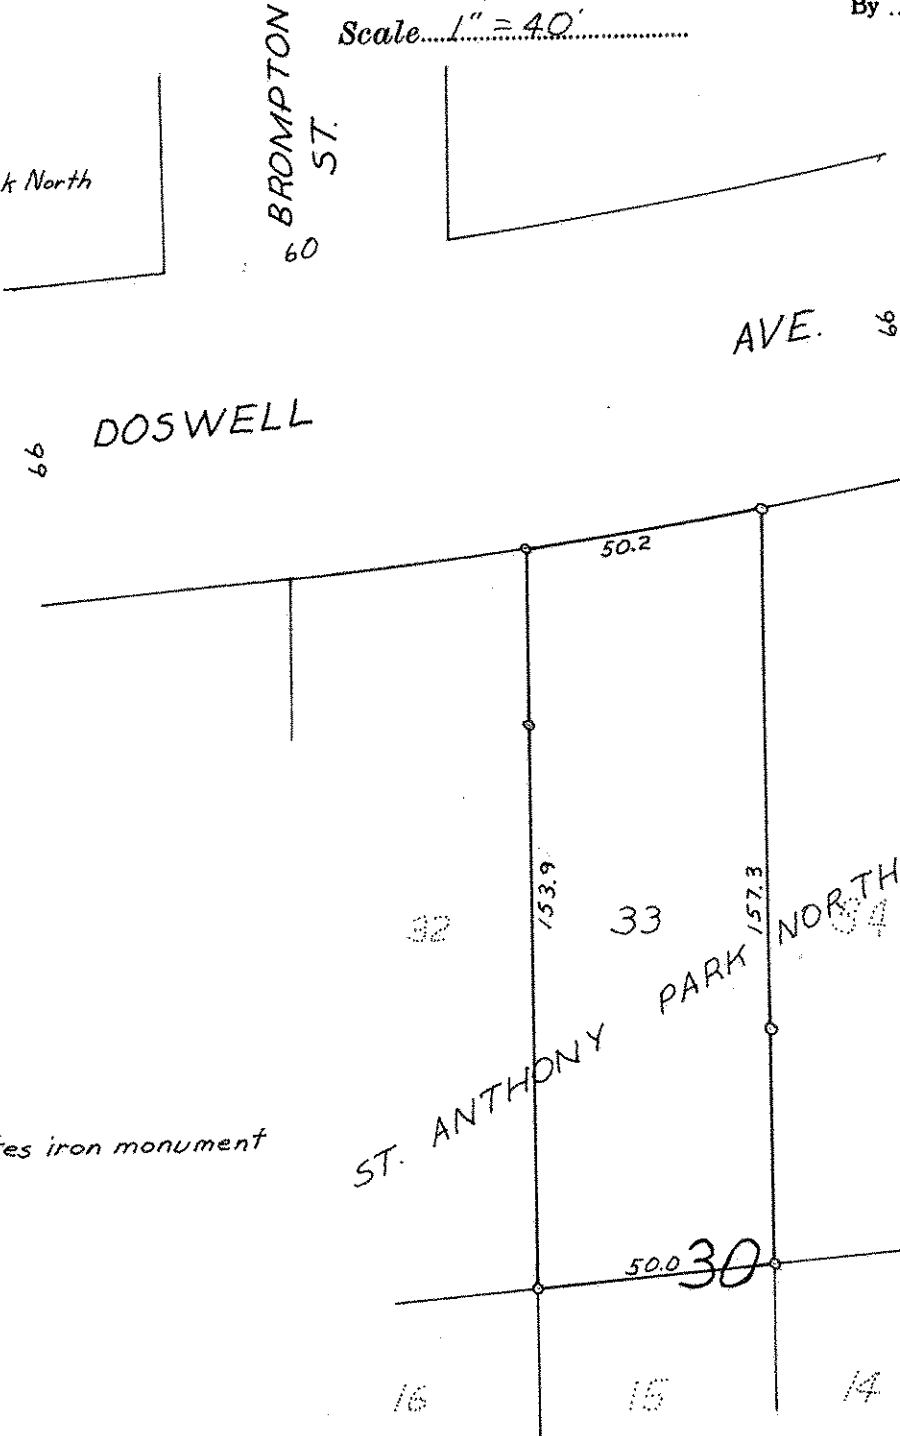 Scale 1" = 40'
By
BROMPTON
ST.
k North
60
AVE.
66
DOSWELL
66
50.2
153.9
157.3
32
33
34
ST. ANTHONY PARK NORTH
tes iron monument
50.0
30
16
15
14